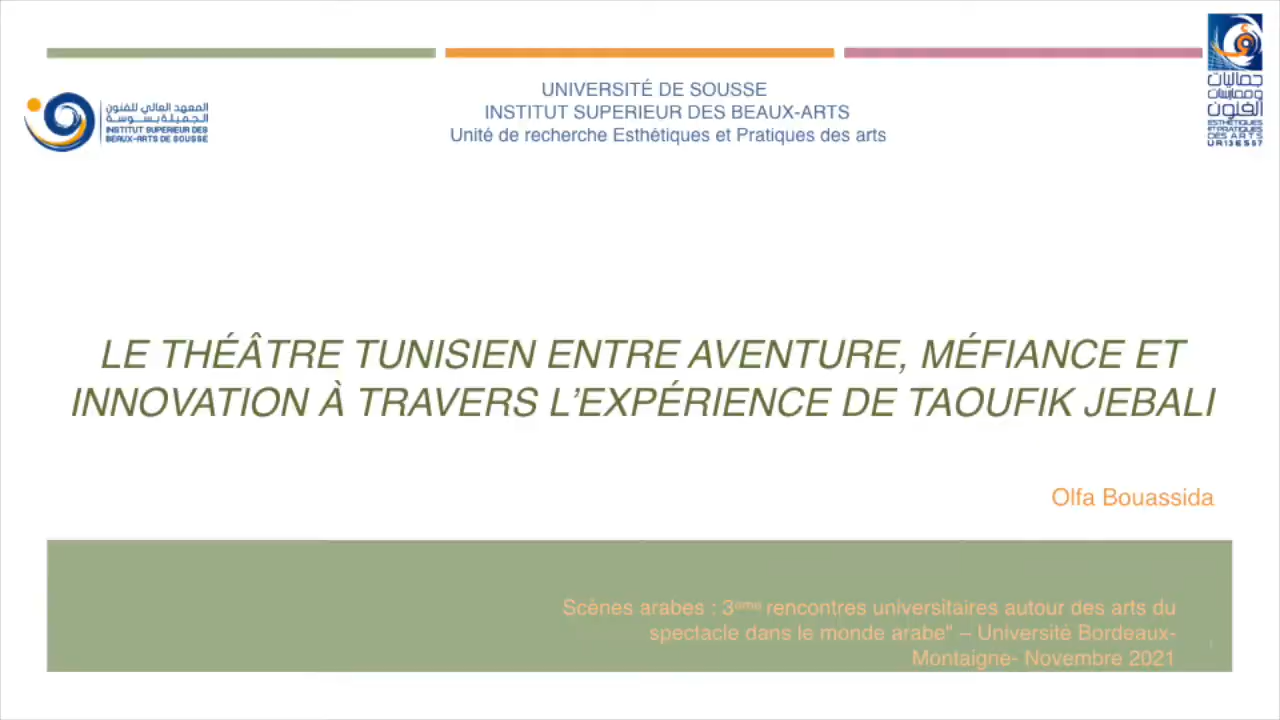 UNIVERSITÉ DE SOUSSE
INSTITUT SUPERIEUR DES BEAUX-ARTS
Unité de recherche Esthétiques et Pratiques des arts
المعهد العالي للفنون
الجميلة بسوسة
INSTITUT SUPERIEUR DES
BEAUX-ARTS DE SOUSSE
جماليات
وممارسات
الفنون
ESTHÉTIQUES
ET PRATIQUES
DES ARTS
UR13ES57
LE THÉÂTRE TUNISIEN ENTRE AVENTURE, MÉFIANCE ET
INNOVATION À TRAVERS L’EXPÉRIENCE DE TAOUFIK JEBALI
Olfa Bouassida
Scènes arabes : 3ème rencontres universitaires autour des arts du
spectacle dans le monde arabe" – Université Bordeaux-
Montaigne- Novembre 2021
1